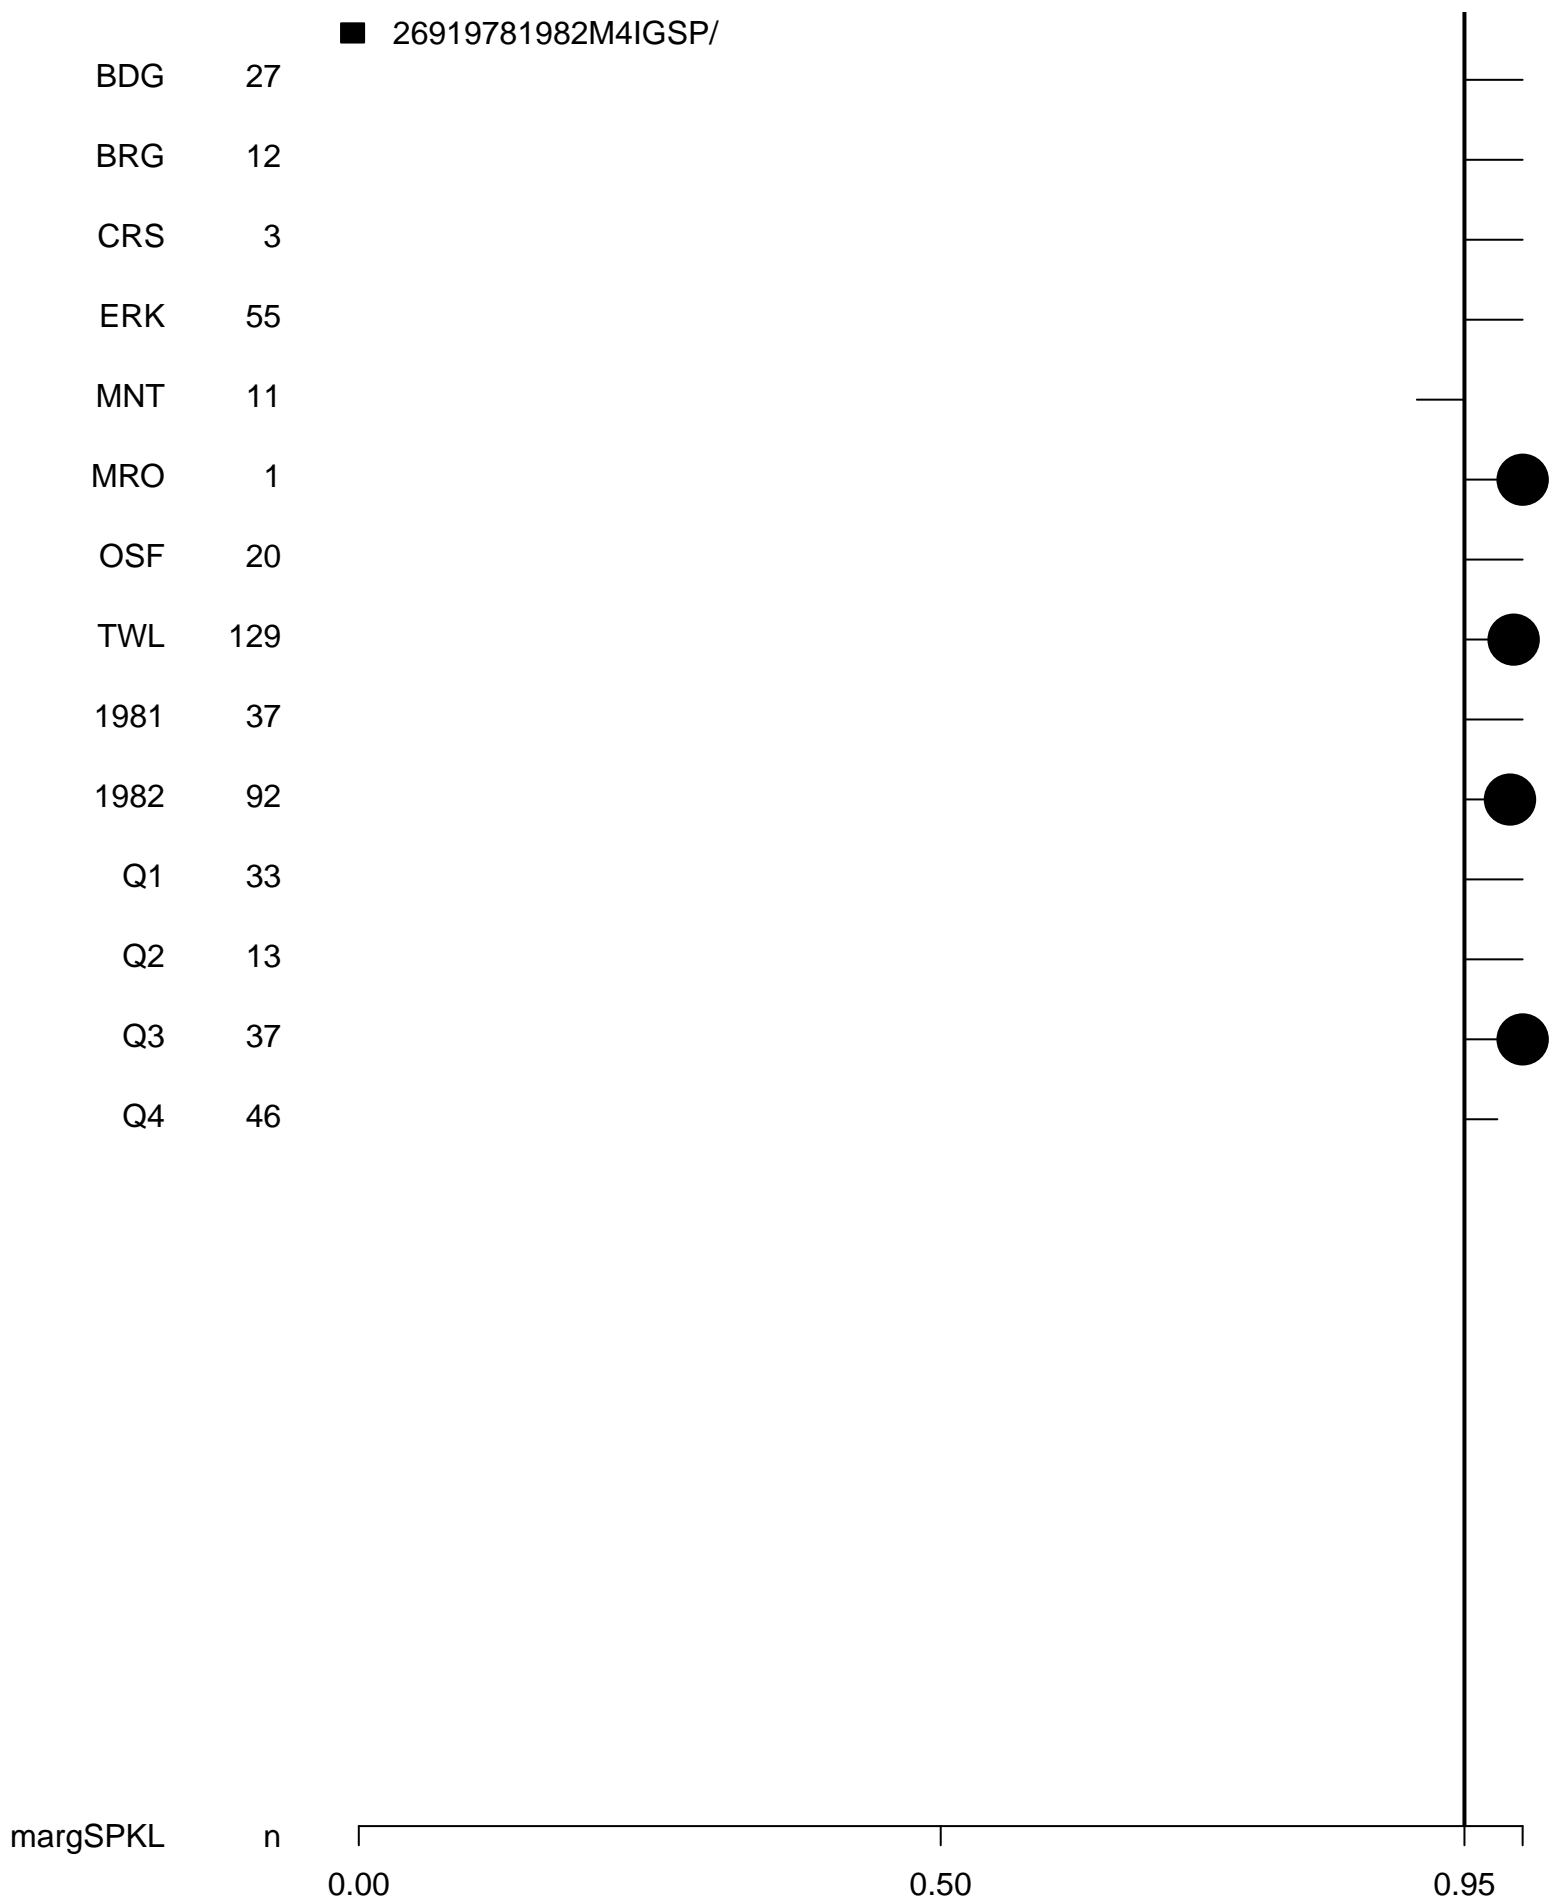 26919781982M4IGSP/
BDG 27
BRG 12
CRS 3
ERK 55
MNT 11
MRO 1
OSF 20
TWL 129
1981 37
1982 92
Q1 33
Q2 13
Q3 37
Q4 46
margSPKL n
0.00 0.50 0.95